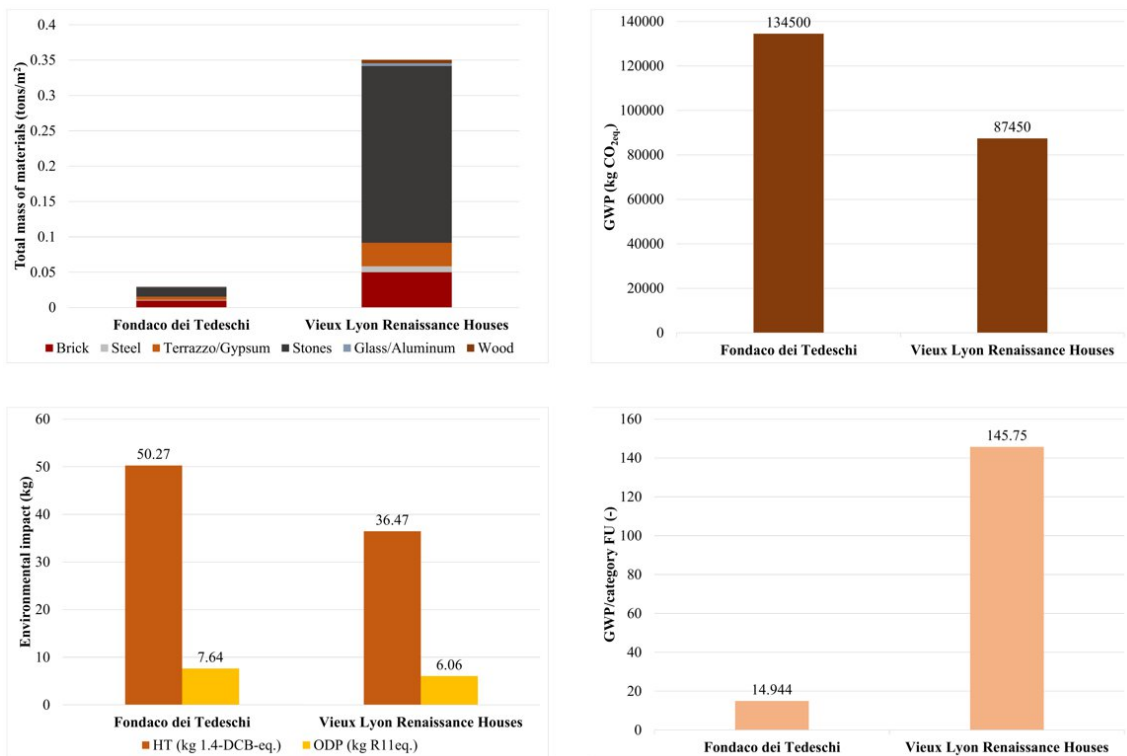 0.4
0.35
0.3
0.25
0.2
0.15
0.1
0.05
0
Total mass of materials (tons/m²)
Fondaco dei Tedeschi
Vieux Lyon Renaissance Houses
Brick
Steel
Terrazzo/Gypsum
Stones
Glass/Aluminum
Wood
140000
120000
100000
80000
60000
40000
20000
0
GWP (kg CO2eq.)
134500
87450
Fondaco dei Tedeschi
Vieux Lyon Renaissance Houses
60
50
40
30
20
10
0
Environmental impact (kg)
50.27
7.64
36.47
6.06
Fondaco dei Tedeschi
Vieux Lyon Renaissance Houses
HT (kg 1.4-DCB-eq.)
ODP (kg R11eq.)
160
140
120
100
80
60
40
20
0
GWP/category FU (-)
14.944
145.75
Fondaco dei Tedeschi
Vieux Lyon Renaissance Houses